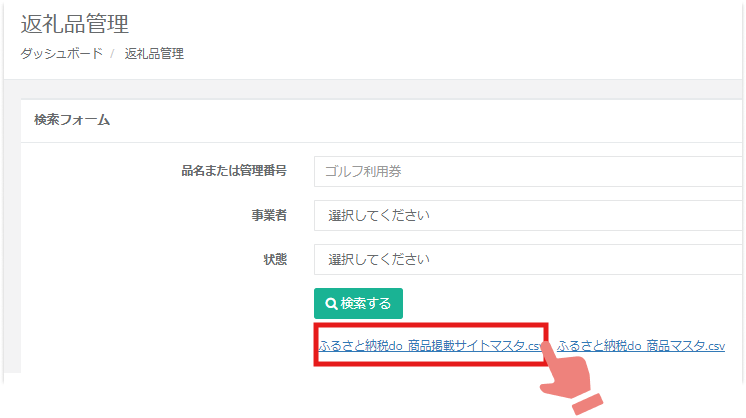 返礼品管理
ダッシュボード / 返礼品管理
検索フォーム
品名または管理番号 ゴルフ利用券
事業者 選択してください
状態 選択してください
検索する
ふるさと納税do_商品掲載サイトマスタ.csv ふるさと納税do_商品マスタ.csv